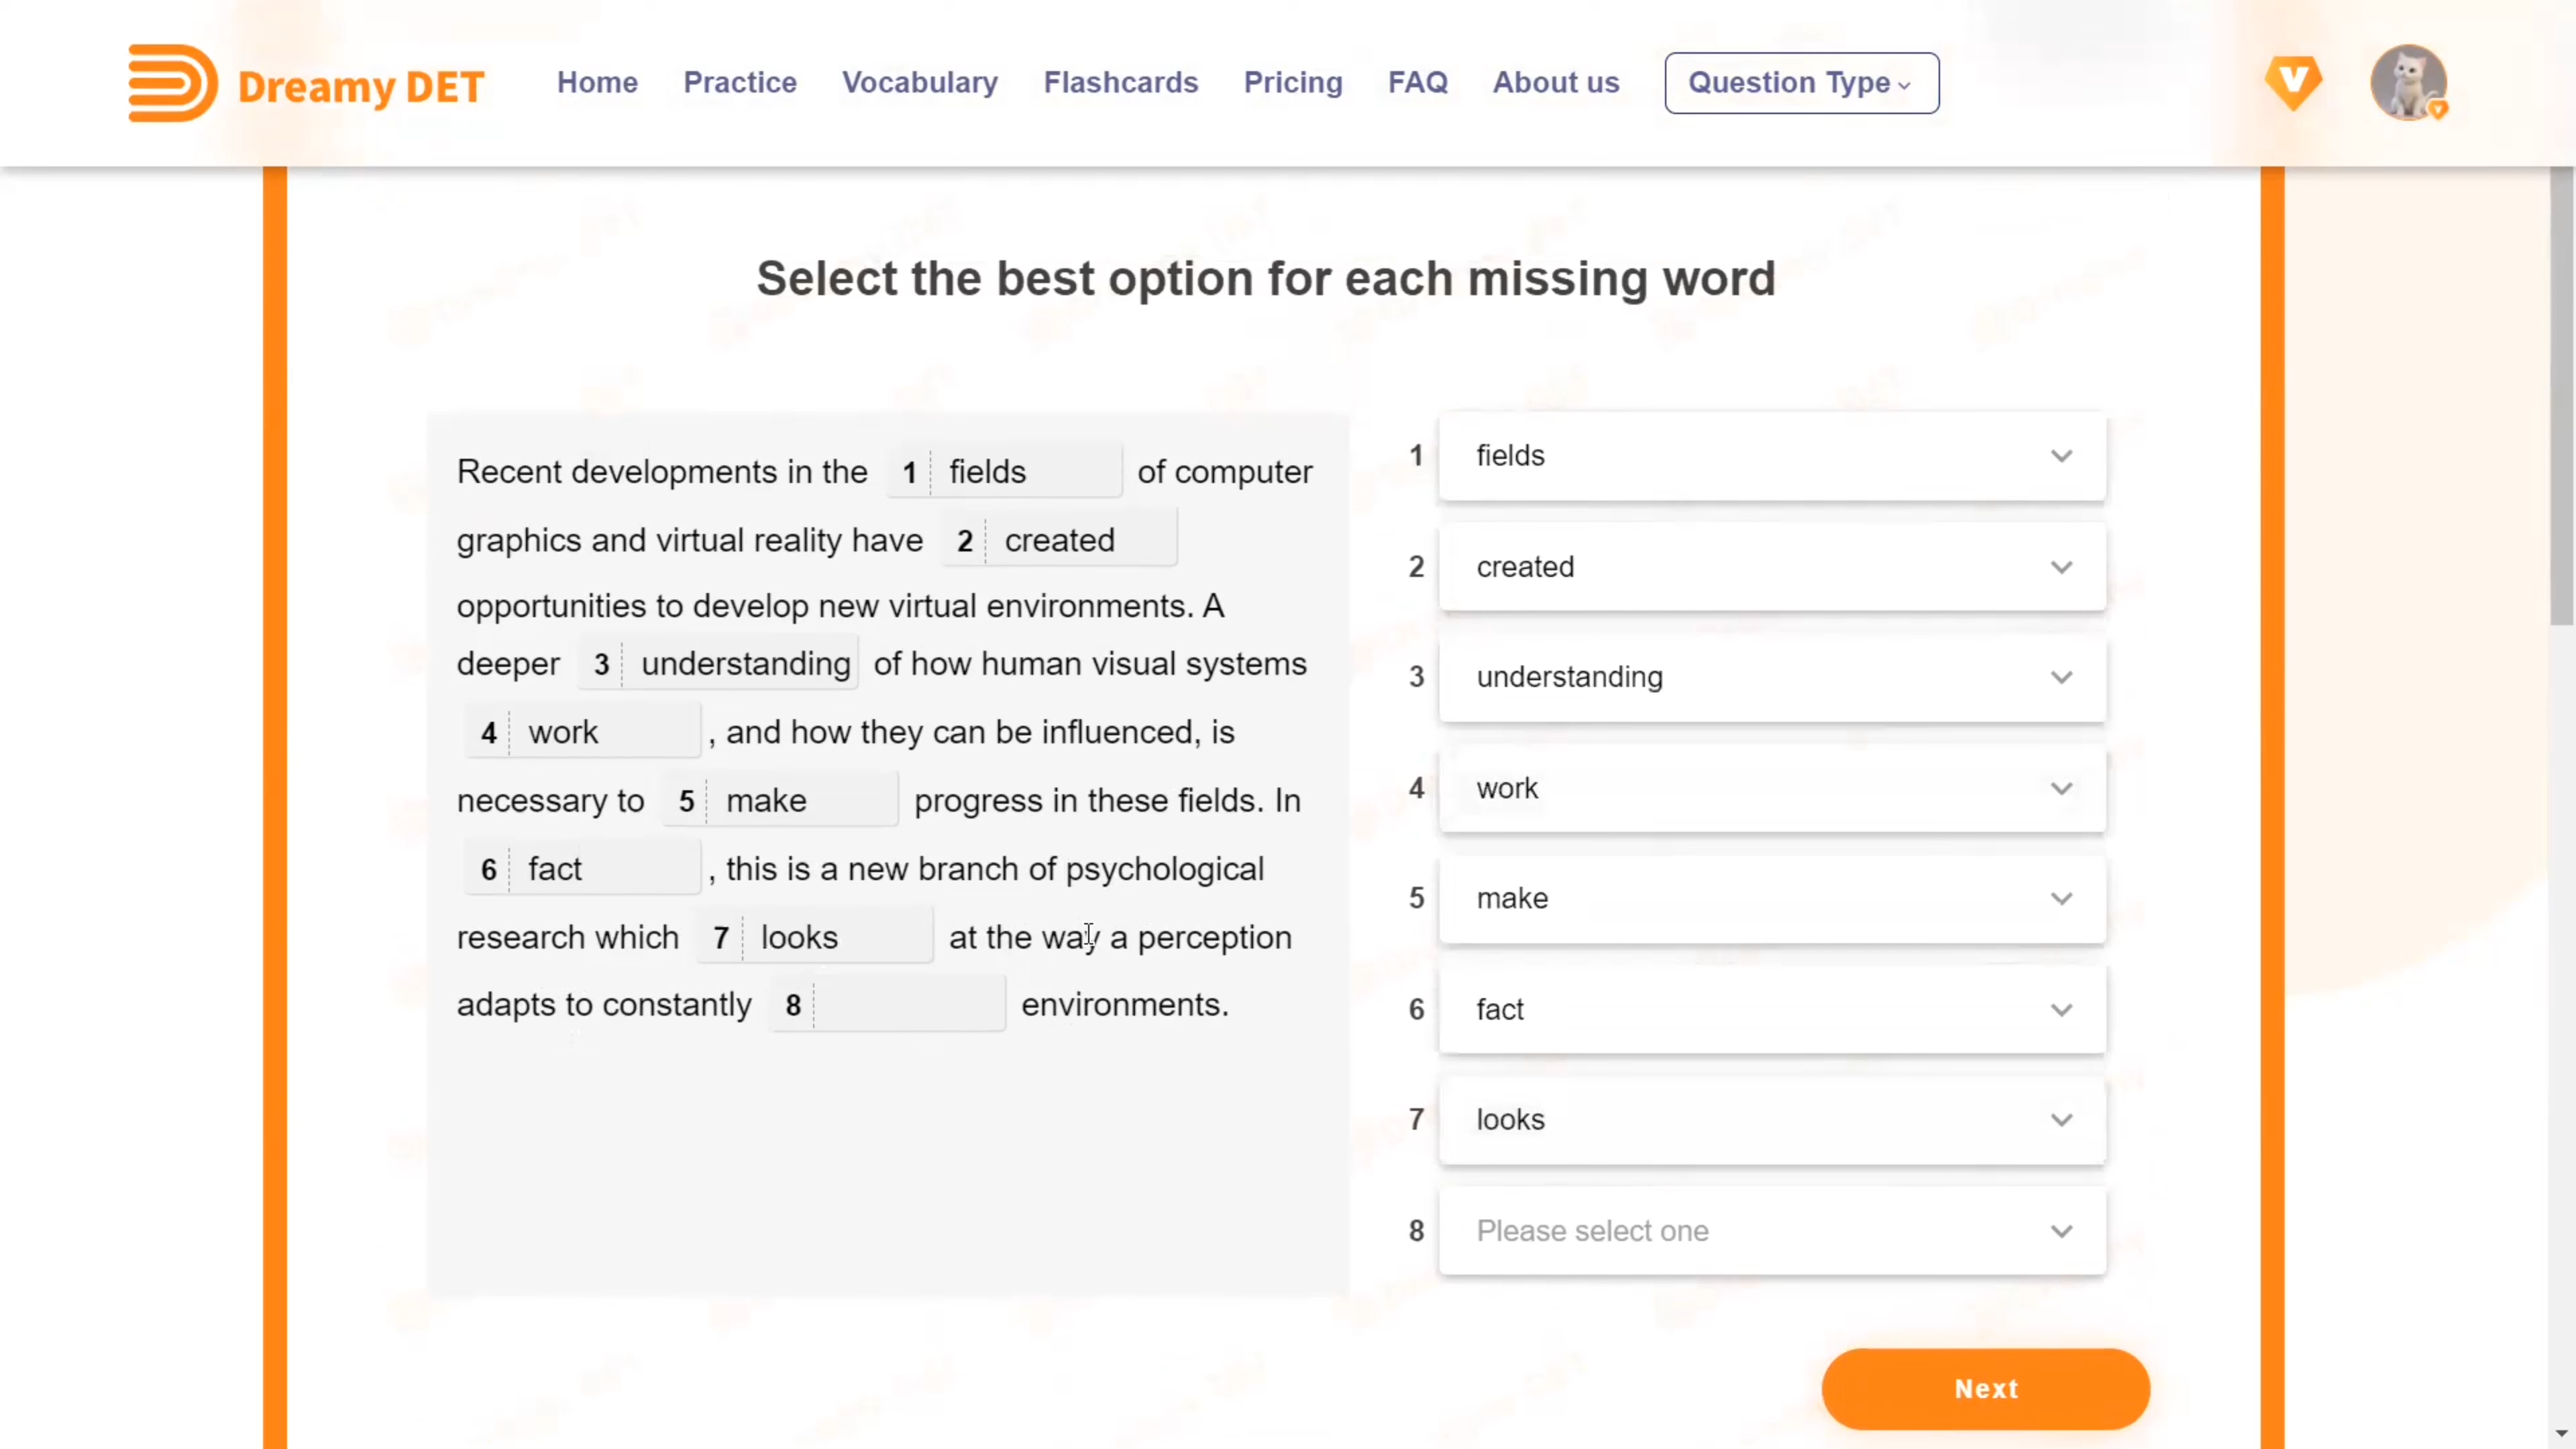 Dreamy DET Home Practice Vocabulary Flashcards Pricing FAQ About us Question Type
Select the best option for each missing word
Recent developments in the 1 fields of computer
graphics and virtual reality have 2 created
opportunities to develop new virtual environments. A
deeper 3 understanding of how human visual systems
4 work , and how they can be influenced, is
necessary to 5 make progress in these fields. In
6 fact , this is a new branch of psychological
research which 7 looks at the way a perception
adapts to constantly 8 environments.
1 fields
2 created
3 understanding
4 work
5 make
6 fact
7 looks
8 Please select one
Next